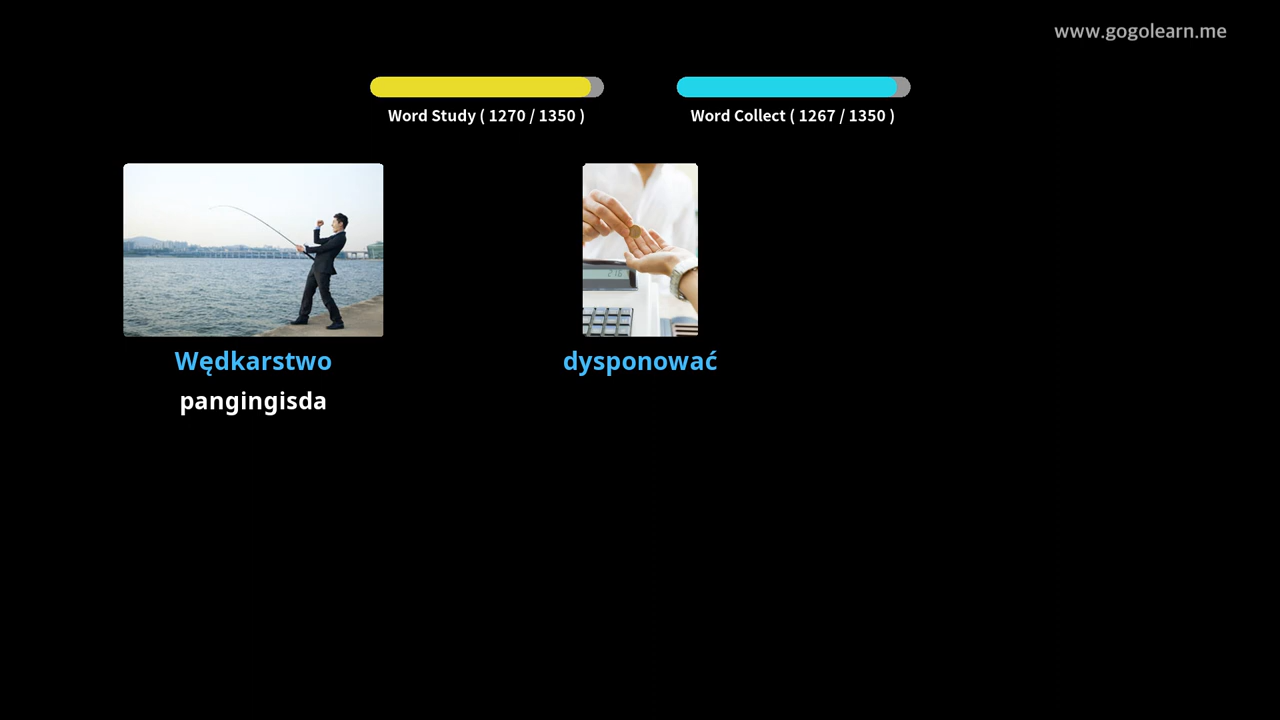 www.gogolearn.me
Word Study ( 1270 / 1350 )
Word Collect ( 1267 / 1350 )
Wędkarstwo
dysponować
pangingisda